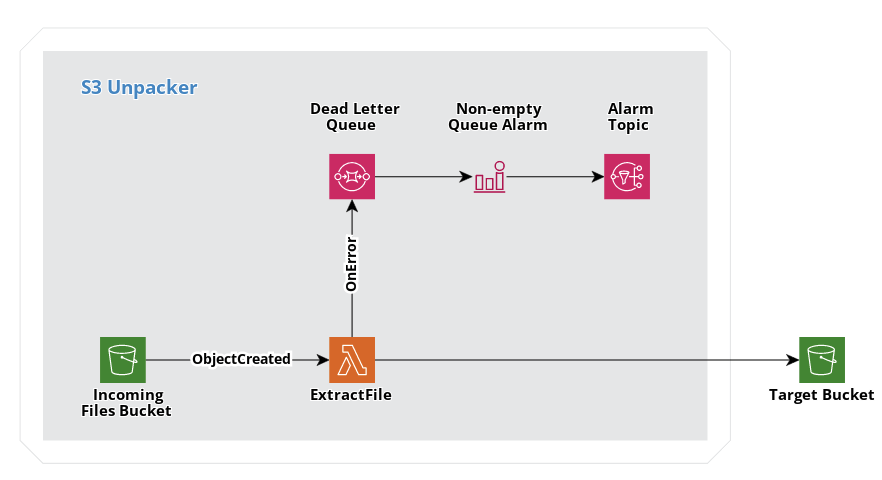 S3 Unpacker
Dead Letter
Queue
Non-empty
Queue Alarm
Alarm
Topic
OnError
ObjectCreated
Incoming
Files Bucket
ExtractFile
Target Bucket